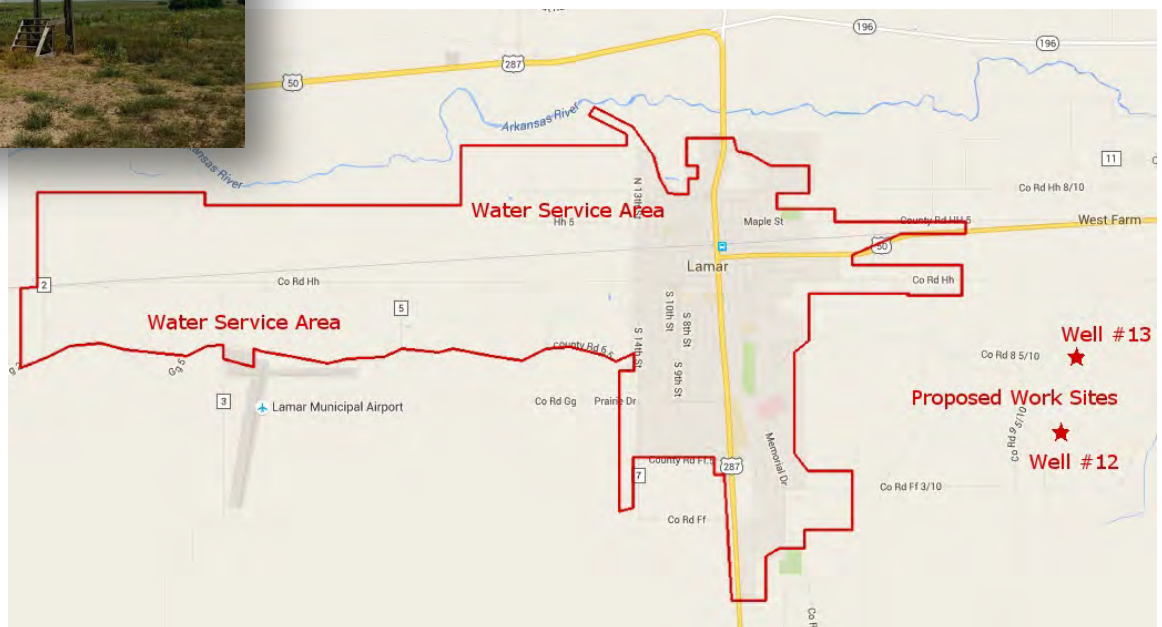 196
196
287
50
Arkansas River
kansas River
11
Co Rd Hh 8/10
N 13th St
Water Service Area
Hh 5
Maple St
County Rd HH 5
West Farm
50
Lamar
Co Rd Hh
Co Rd Hh
2
5
S 10th St
S 8th St
Water Service Area
S 14th St
county Rd 6 5
Well #13
Co Rd 8 5/10
Gg 5
S 9th St
3
Lamar Municipal Airport
Co Rd Gg
Prairie Dr
Proposed Work Sites
Co Rd 9 5/10
Memorial Dr
Well #12
County Rd Ff.5
287
7
Co Rd Ff 3/10
Co Rd Ff